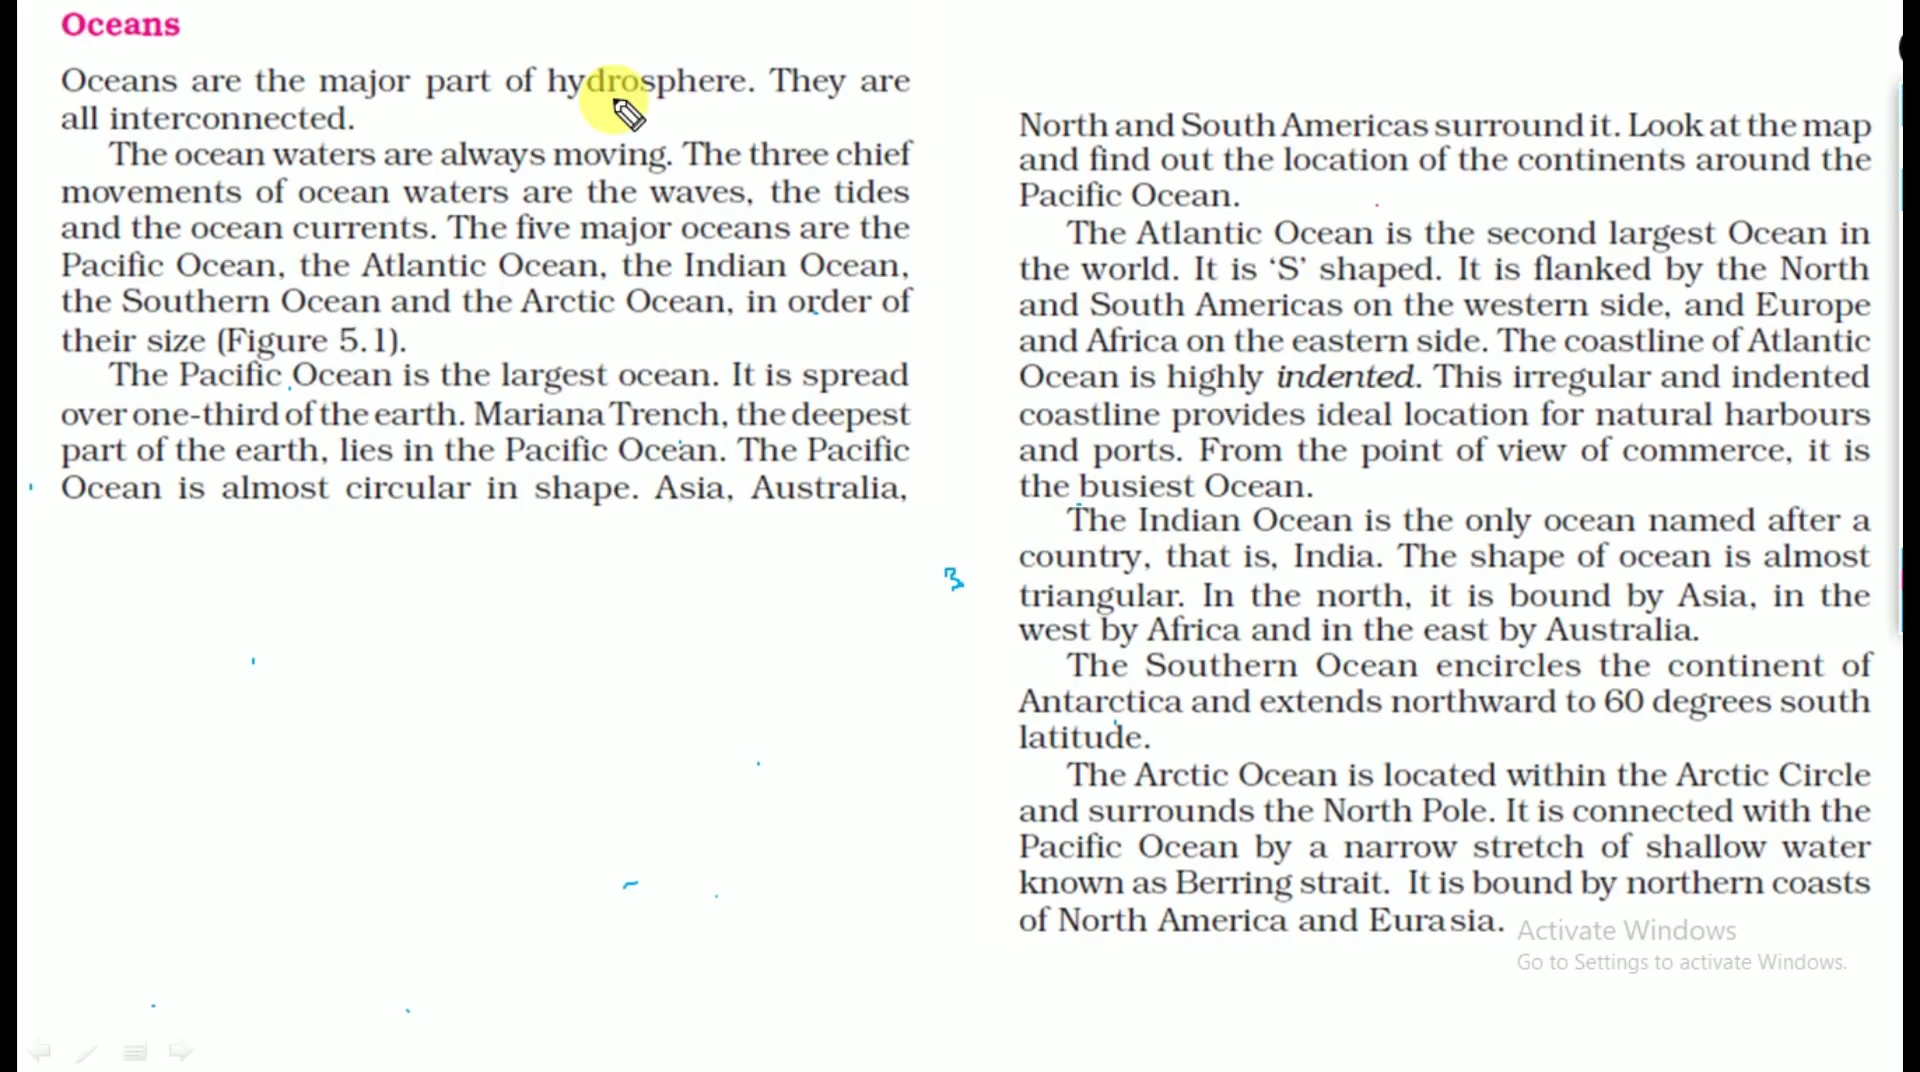 Oceans
Oceans are the major part of hydrosphere. They are
all interconnected.
The ocean waters are always moving. The three chief
movements of ocean waters are the waves, the tides
and the ocean currents. The five major oceans are the
Pacific Ocean, the Atlantic Ocean, the Indian Ocean,
the Southern Ocean and the Arctic Ocean, in order of
their size (Figure 5.1).
The Pacific Ocean is the largest ocean. It is spread
over one-third of the earth. Mariana Trench, the deepest
part of the earth, lies in the Pacific Ocean. The Pacific
Ocean is almost circular in shape. Asia, Australia,
North and South Americas surround it. Look at the map
and find out the location of the continents around the
Pacific Ocean.
The Atlantic Ocean is the second largest Ocean in
the world. It is ‘S’ shaped. It is flanked by the North
and South Americas on the western side, and Europe
and Africa on the eastern side. The coastline of Atlantic
Ocean is highly indented. This irregular and indented
coastline provides ideal location for natural harbours
and ports. From the point of view of commerce, it is
the busiest Ocean.
The Indian Ocean is the only ocean named after a
country, that is, India. The shape of ocean is almost
triangular. In the north, it is bound by Asia, in the
west by Africa and in the east by Australia.
The Southern Ocean encircles the continent of
Antarctica and extends northward to 60 degrees south
latitude.
The Arctic Ocean is located within the Arctic Circle
and surrounds the North Pole. It is connected with the
Pacific Ocean by a narrow stretch of shallow water
known as Berring strait. It is bound by northern coasts
of North America and Eurasia.
Activate Windows
Go to Settings to activate Windows.